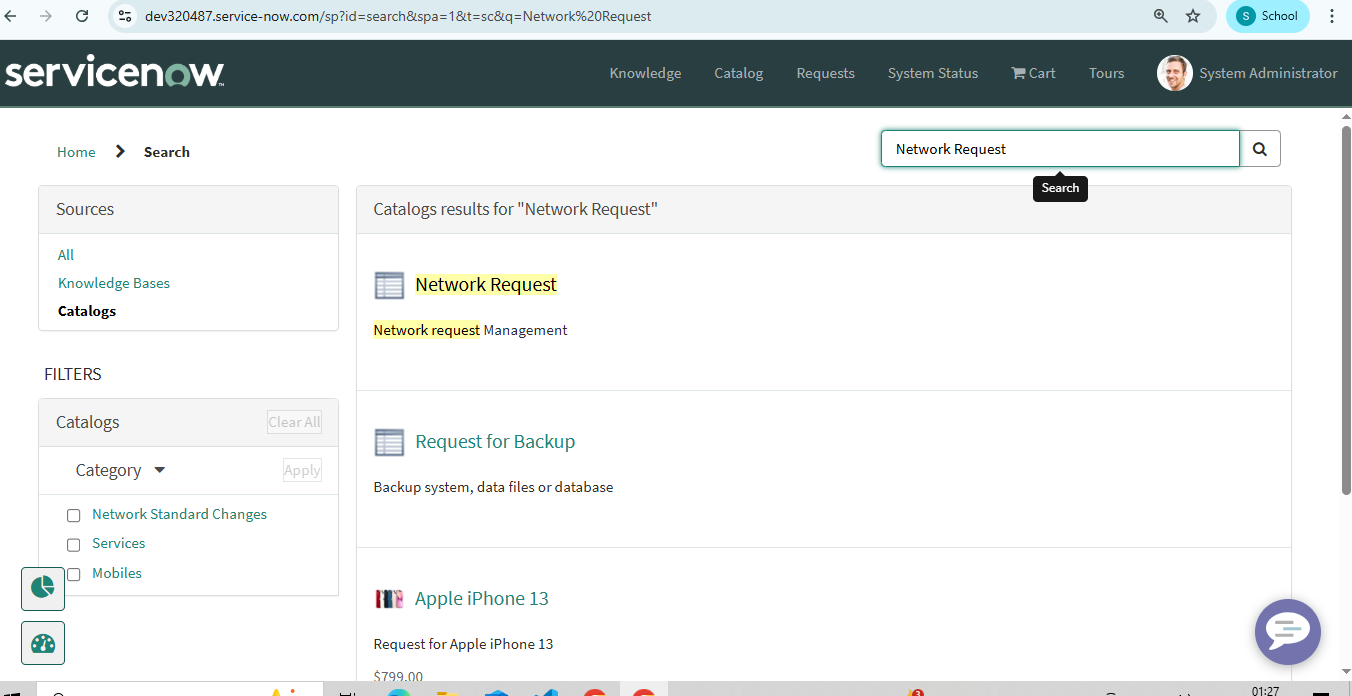 dev320487.service-now.com/sp?id=search&spa=1&t=sc&q=Network%20Request
S School
servicenow
Knowledge Catalog Requests System Status Cart Tours System Administrator
Home Search
Network Request
Search
Sources
All
Knowledge Bases
Catalogs
FILTERS
Catalogs Clear All
Category Apply
Network Standard Changes
Services
Mobiles
Catalogs results for "Network Request"
Network Request
Network request Management
Request for Backup
Backup system, data files or database
Apple iPhone 13
Request for Apple iPhone 13
$799.00
3
01:27